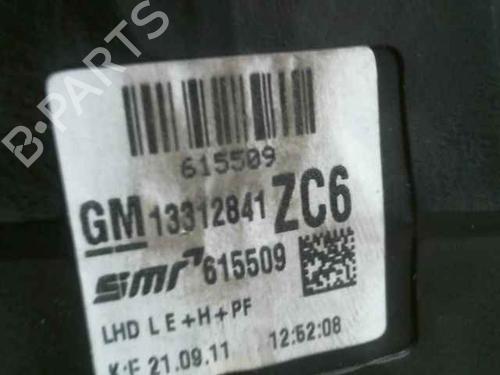 B-PARTS
615509
GM 13312841 ZC6
smr 615509
LHD L E+H+PF
K:F 21.09.11 12:52:08